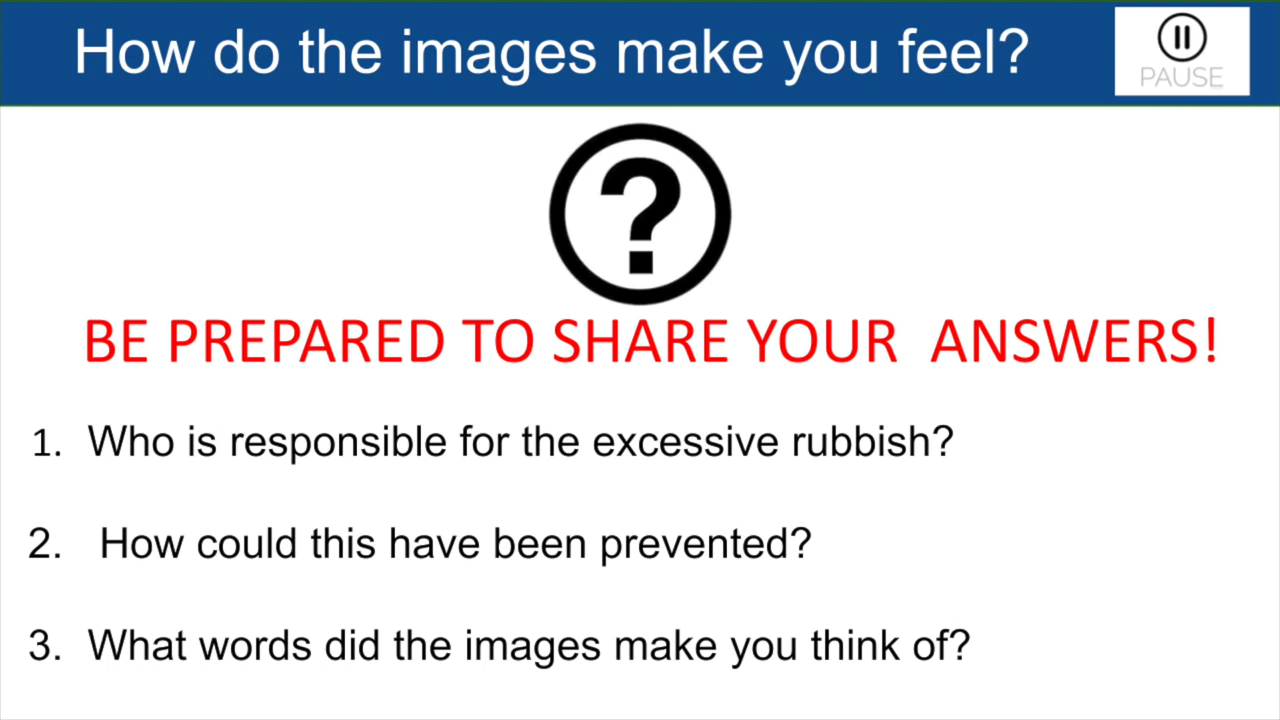 How do the images make you feel?
PAUSE
?
BE PREPARED TO SHARE YOUR  ANSWERS!
1. Who is responsible for the excessive rubbish?
2. How could this have been prevented?
3. What words did the images make you think of?